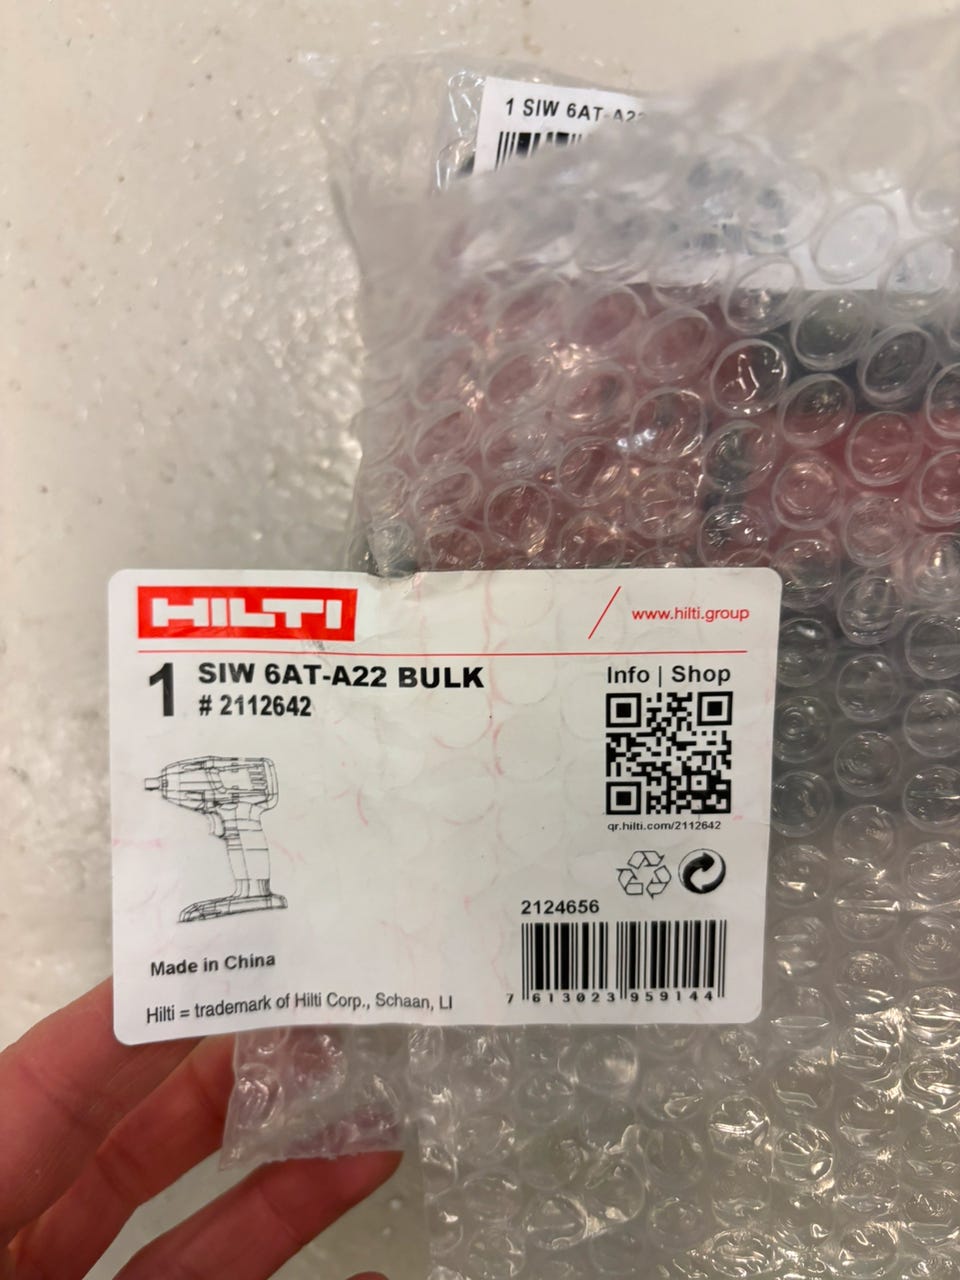 1 SIW 6AT-A22
HILTI
www.hilti.group
1 SIW 6AT-A22 BULK
# 2112642
Info | Shop
qr.hilti.com/2112642
2124656
7 613023 959144
Made in China
Hilti = trademark of Hilti Corp., Schaan, LI